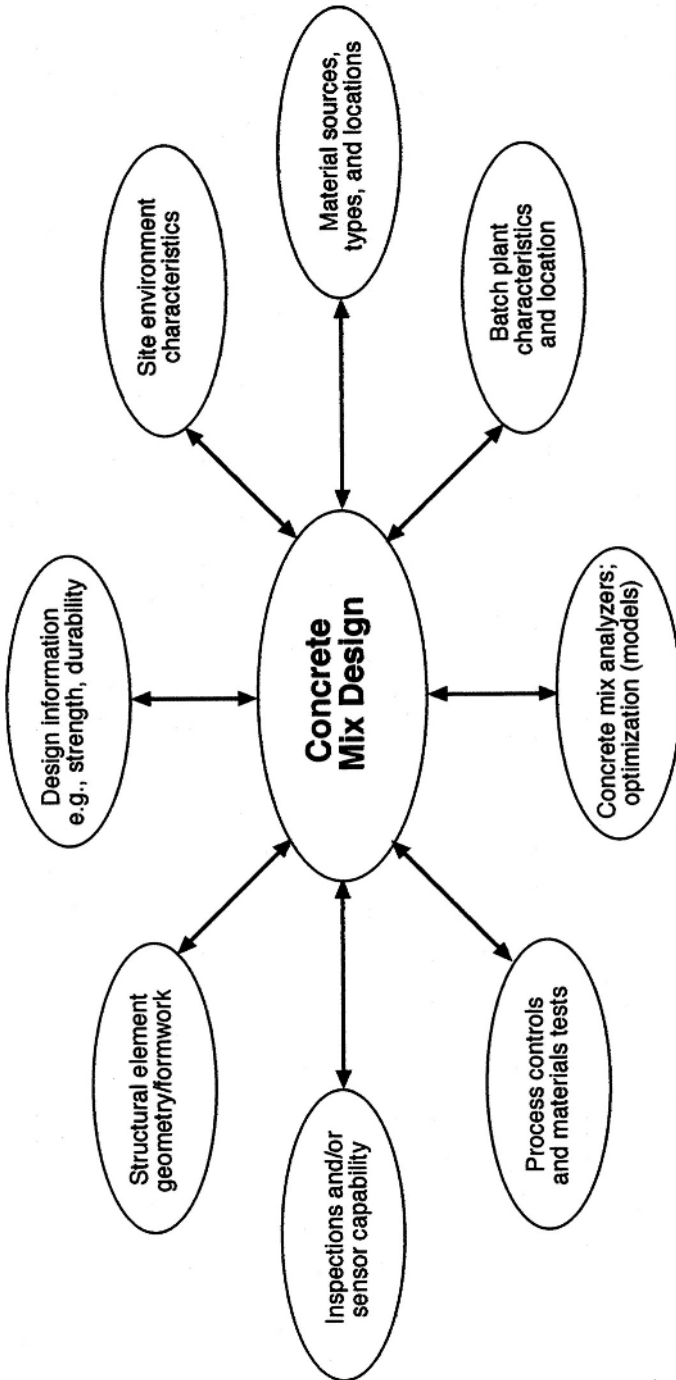 Design information
e.g., strength, durability
Structural element
geometry/formwork
Site environment
characteristics
Inspections and/or
sensor capability
Concrete
Mix Design
Material sources,
types, and locations
Process controls
and materials tests
Batch plant
characteristics
and location
Concrete mix analyzers;
optimization (models)